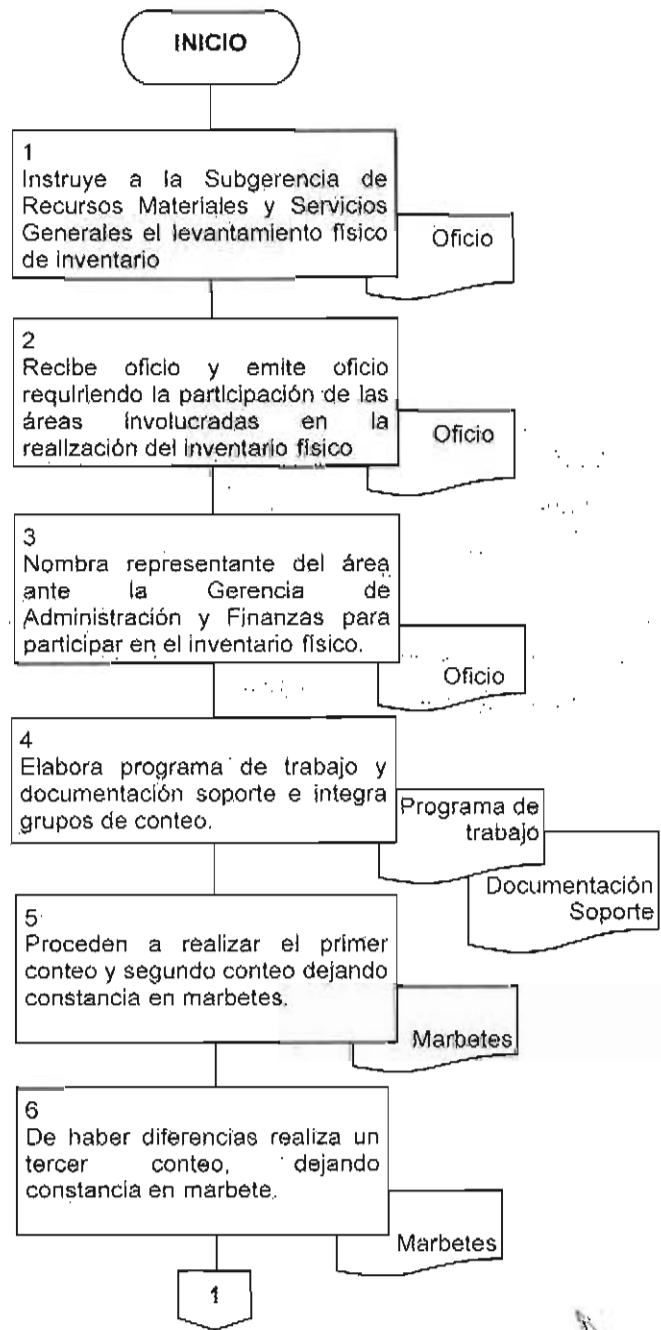 INICIO
1
Instruye a la Subgerencia de
Recursos Materiales y Servicios
Generales el levantamiento físico
de inventario
Oficio
2
Recibe oficio y emite oficio
requiriendo la participación de las
áreas involucradas en la
realización del inventario físico
Oficio
3
Nombra representante del área
ante la Gerencia de
Administración y Finanzas para
participar en el inventario físico.
Oficio
4
Elabora programa de trabajo y
documentación soporte e integra
grupos de conteo.
Programa de
trabajo
Documentación
Soporte
5
Proceden a realizar el primer
conteo y segundo conteo dejando
constancia en marbetes.
Marbetes
6
De haber diferencias realiza un
tercer conteo, dejando
constancia en marbete.
Marbetes
1